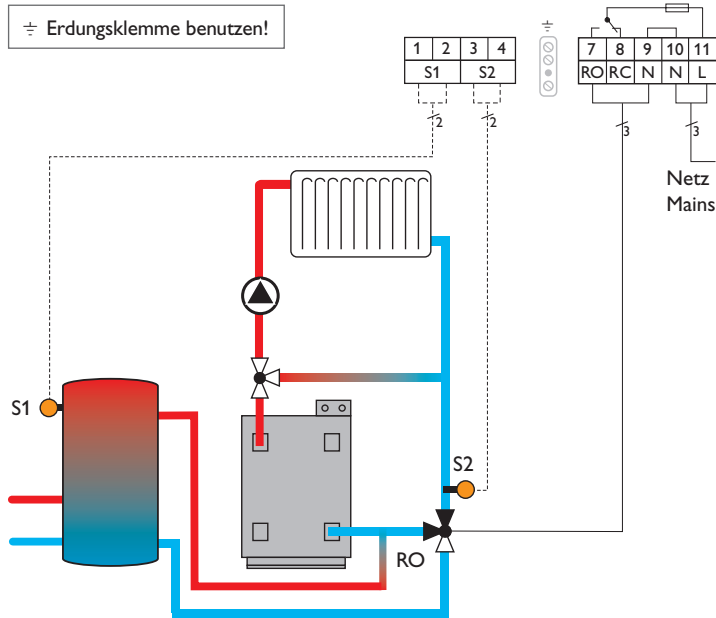 ⏚ Erdungsklemme benutzen!
1 2 3 4
S1 S2
7 8 9 10 11
RO RC N N L
2
2
3
3
Netz
Mains
S1
S2
RO